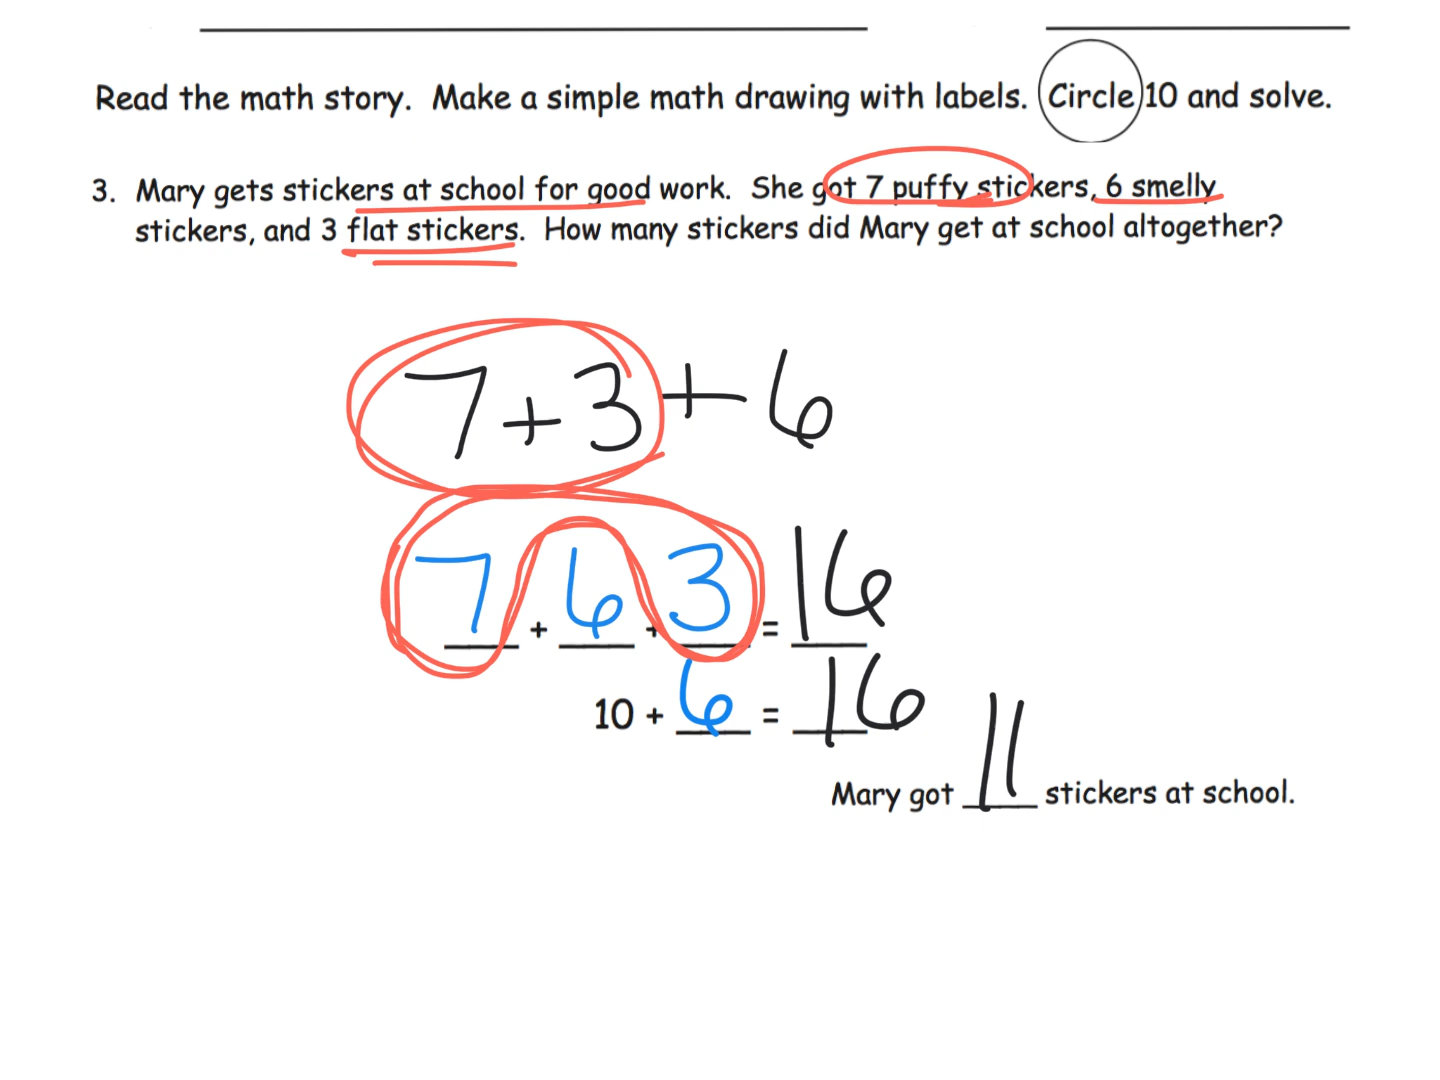 Read the math story. Make a simple math drawing with labels. Circle 10 and solve.
3. Mary gets stickers at school for good work. She got 7 puffy stickers, 6 smelly
stickers, and 3 flat stickers. How many stickers did Mary get at school altogether?
7 + 3 + 6
7 + 6 + 3 = 16
10 + 6 = 16
Mary got 11 stickers at school.